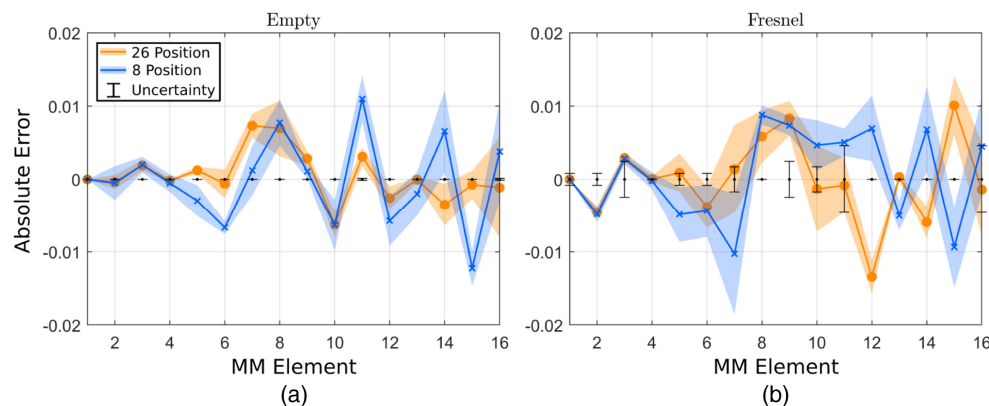 Empty
Fresnel
Absolute Error
0.02
0.01
0
-0.01
-0.02
26 Position
8 Position
Uncertainty
2 4 6 8 10 12 14 16
MM Element
(a)
0.02
0.01
0
-0.01
-0.02
2 4 6 8 10 12 14 16
MM Element
(b)